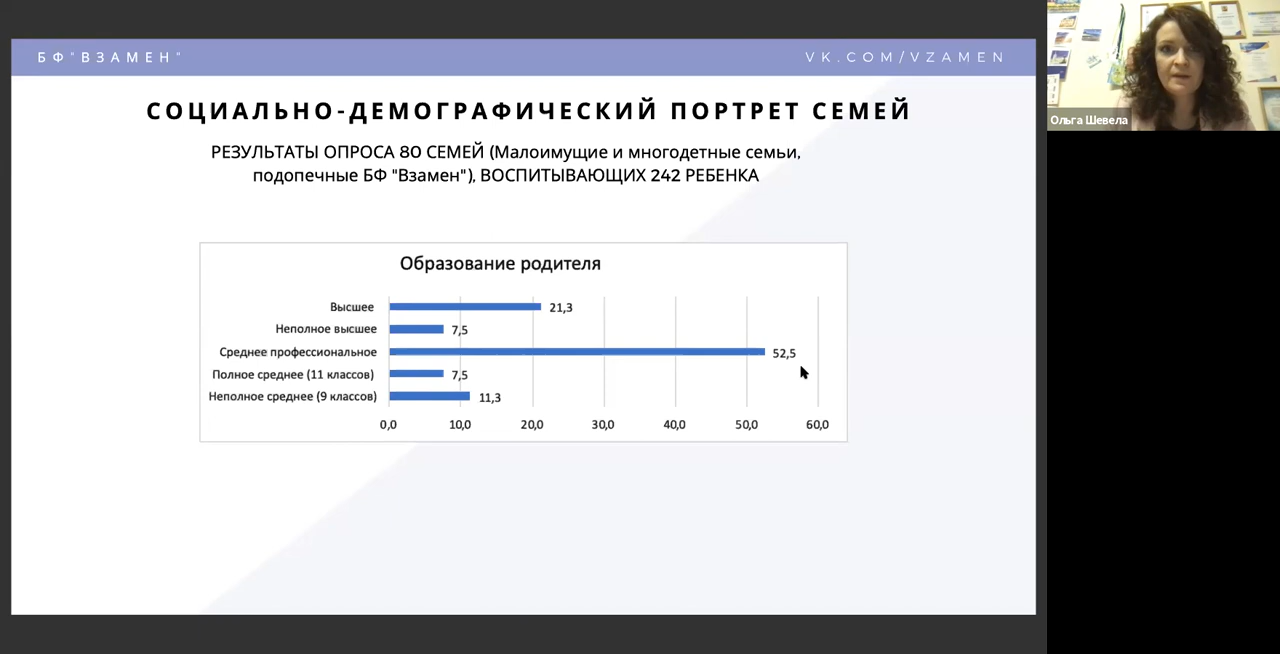 БФ"ВЗАМЕН"
VK.COM/VZAMEN
СОЦИАЛЬНО-ДЕМОГРАФИЧЕСКИЙ ПОРТРЕТ СЕМЕЙ
РЕЗУЛЬТАТЫ ОПРОСА 80 СЕМЕЙ (Малоимущие и многодетные семьи,
подопечные БФ "Взамен"), ВОСПИТЫВАЮЩИХ 242 РЕБЕНКА
Образование родителя
Высшее 21,3
Неполное высшее 7,5
Среднее профессиональное 52,5
Полное среднее (11 классов) 7,5
Неполное среднее (9 классов) 11,3
0,0 10,0 20,0 30,0 40,0 50,0 60,0
Ольга Шевела